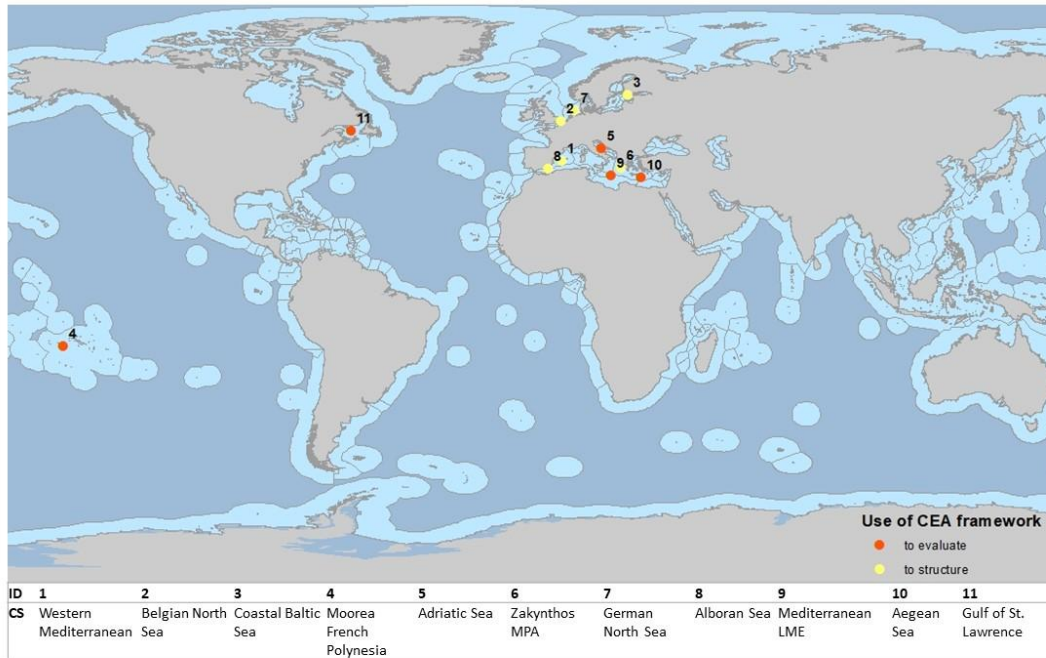 11
3
7
2
5
1
6
8
9
10
4
Use of CEA framework
to evaluate
to structure
ID 1 2 3 4 5 6 7 8 9 10 11
CS Western Belgian North Coastal Baltic Moorea Adriatic Sea Zakynthos German Alboran Sea Mediterranean Aegean Gulf of St.
Mediterranean Sea Sea French MPA North Sea LME Sea Lawrence
Polynesia